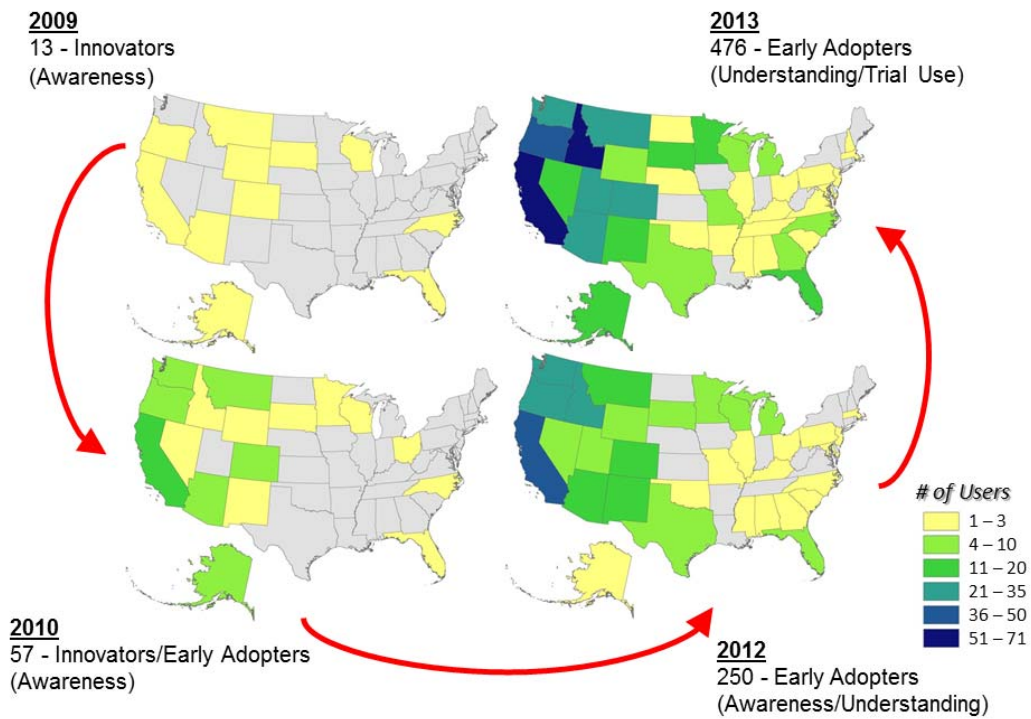 2009
13 - Innovators
(Awareness)
2013
476 - Early Adopters
(Understanding/Trial Use)
2010
57 - Innovators/Early Adopters
(Awareness)
2012
250 - Early Adopters
(Awareness/Understanding)
# of Users
1 – 3
4 – 10
11 – 20
21 – 35
36 – 50
51 – 71